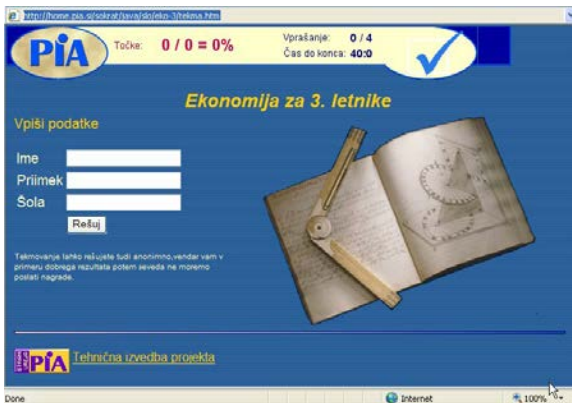 http://home.pia.si/sokrat/java/slo/eko-3/tekma.htm
PiA
Točke: 0 / 0 = 0%
Vprašanje: 0 / 4
Čas do konca: 40:0
Ekonomija za 3. letnike
Vpiši podatke
Ime
Priimek
Šola
Rešuj
Tekmovanje lahko rešujete tudi anonimno,vendar vam v
primeru dobrega rezultata potem seveda ne moremo
poslati nagrade.
PiA
Tehnična izvedba projekta
Done
Internet
100%